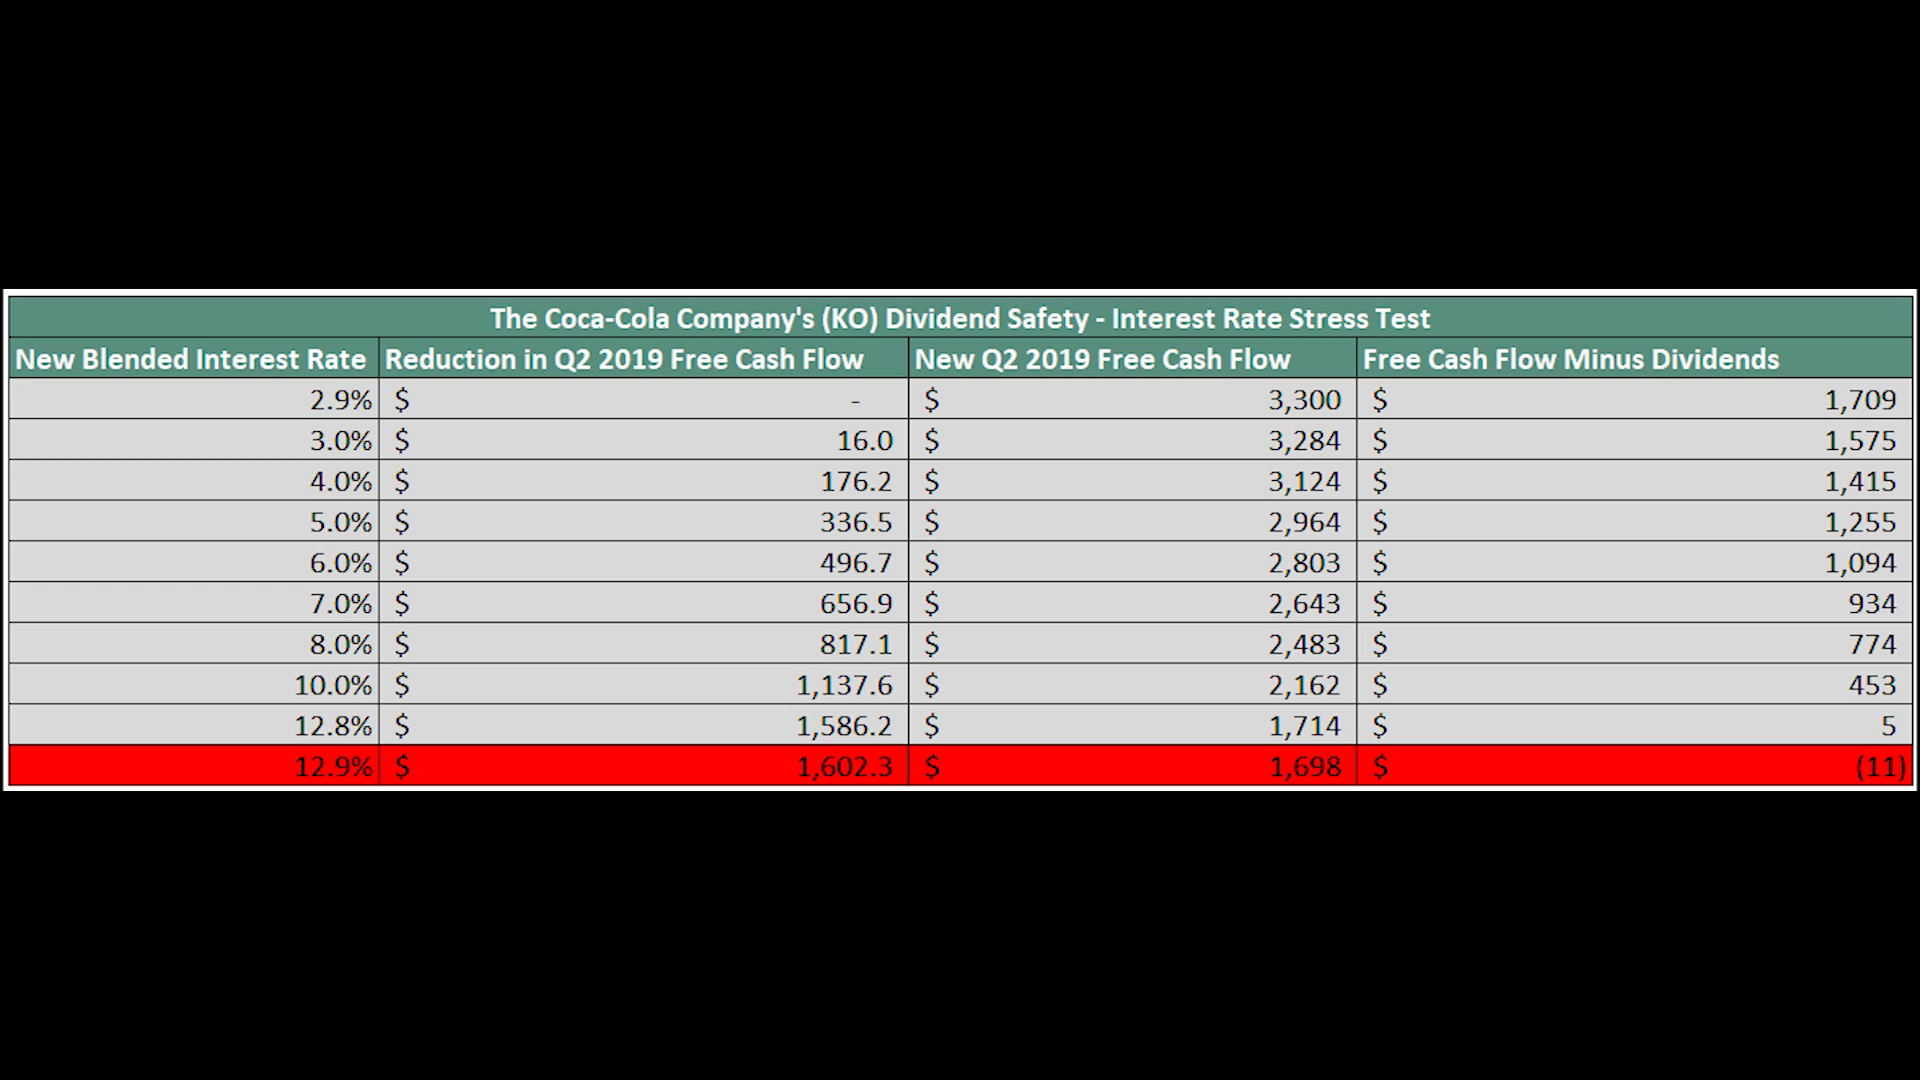 The Coca-Cola Company's (KO) Dividend Safety - Interest Rate Stress Test
New Blended Interest Rate Reduction in Q2 2019 Free Cash Flow New Q2 2019 Free Cash Flow Free Cash Flow Minus Dividends
2.9% $ - $ 3,300 $ 1,709
3.0% $ 16.0 $ 3,284 $ 1,575
4.0% $ 176.2 $ 3,124 $ 1,415
5.0% $ 336.5 $ 2,964 $ 1,255
6.0% $ 496.7 $ 2,803 $ 1,094
7.0% $ 656.9 $ 2,643 $ 934
8.0% $ 817.1 $ 2,483 $ 774
10.0% $ 1,137.6 $ 2,162 $ 453
12.8% $ 1,586.2 $ 1,714 $ 5
12.9% $ 1,602.3 $ 1,698 $ (11)